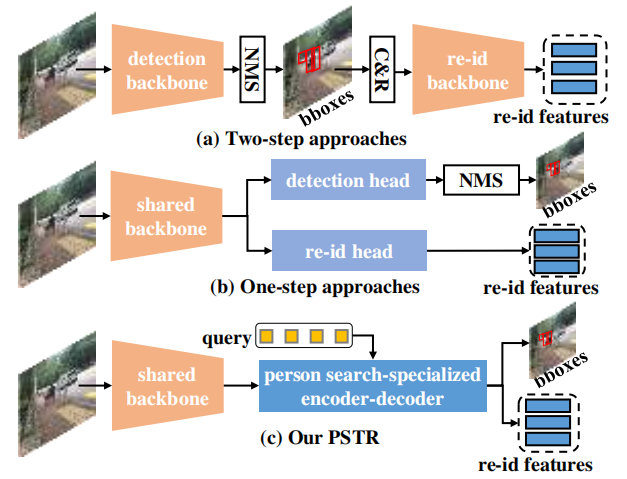 detection
backbone
NMS
bboxes
C&R
re-id
backbone
re-id features
(a) Two-step approaches
shared
backbone
detection head
NMS
bboxes
re-id head
re-id features
(b) One-step approaches
query
shared
backbone
person search-specialized
encoder-decoder
bboxes
re-id features
(c) Our PSTR